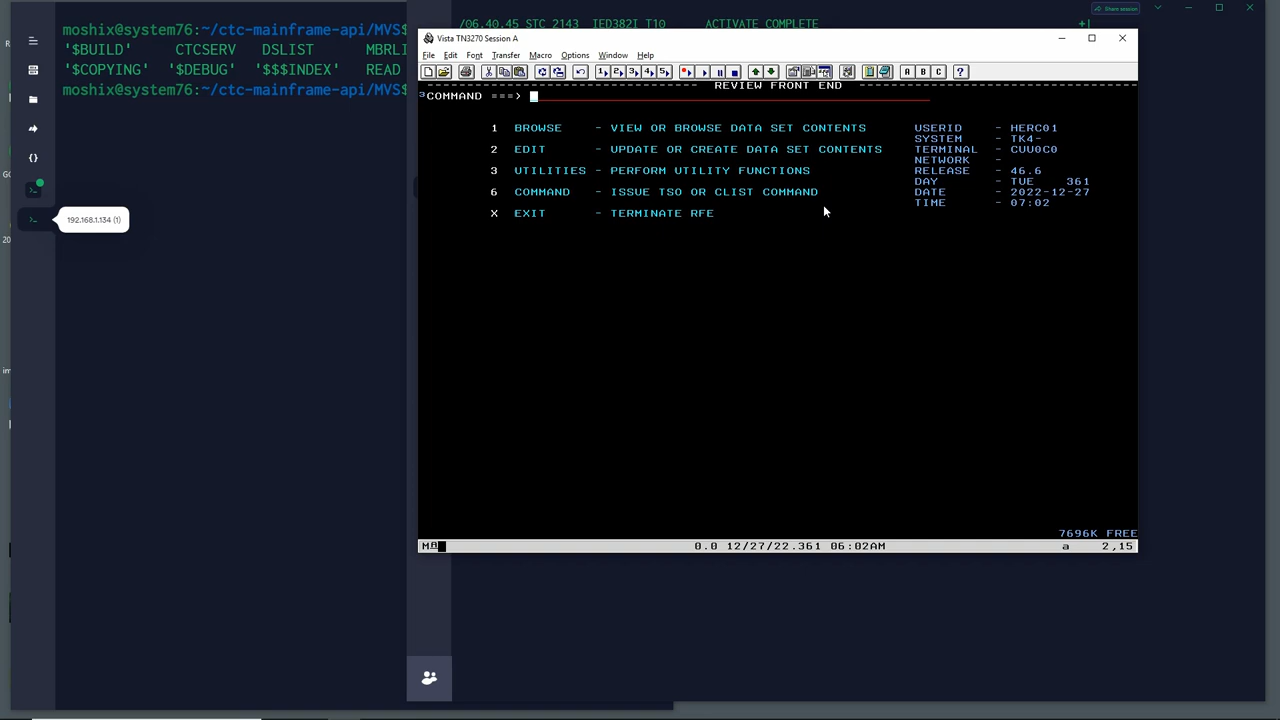 moshix@system76:~/ctc-mainframe-api/MVS$
'$BUILD' CTCSERV DSLIST MBRLI
'$COPYING' '$DEBUG' '$$$INDEX' READ
moshix@system76:~/ctc-mainframe-api/MVS$
192.168.1.134 (1)
/06.40.45 STC 2143 IED382I T10 ACTIVATE COMPLETE
Share session
Vista TN3270 Session A
File Edit Font Transfer Macro Options Window Help
REVIEW FRONT END
COMMAND ===>
1 BROWSE - VIEW OR BROWSE DATA SET CONTENTS
2 EDIT - UPDATE OR CREATE DATA SET CONTENTS
3 UTILITIES - PERFORM UTILITY FUNCTIONS
6 COMMAND - ISSUE TSO OR CLIST COMMAND
X EXIT - TERMINATE RFE
USERID - HERC01
SYSTEM - TK4-
TERMINAL - CUU0C0
NETWORK -
RELEASE - 46.6
DAY - TUE 361
DATE - 2022-12-27
TIME - 07:02
7696K FREE
0.0 12/27/22.361 06:02AM a 2,15